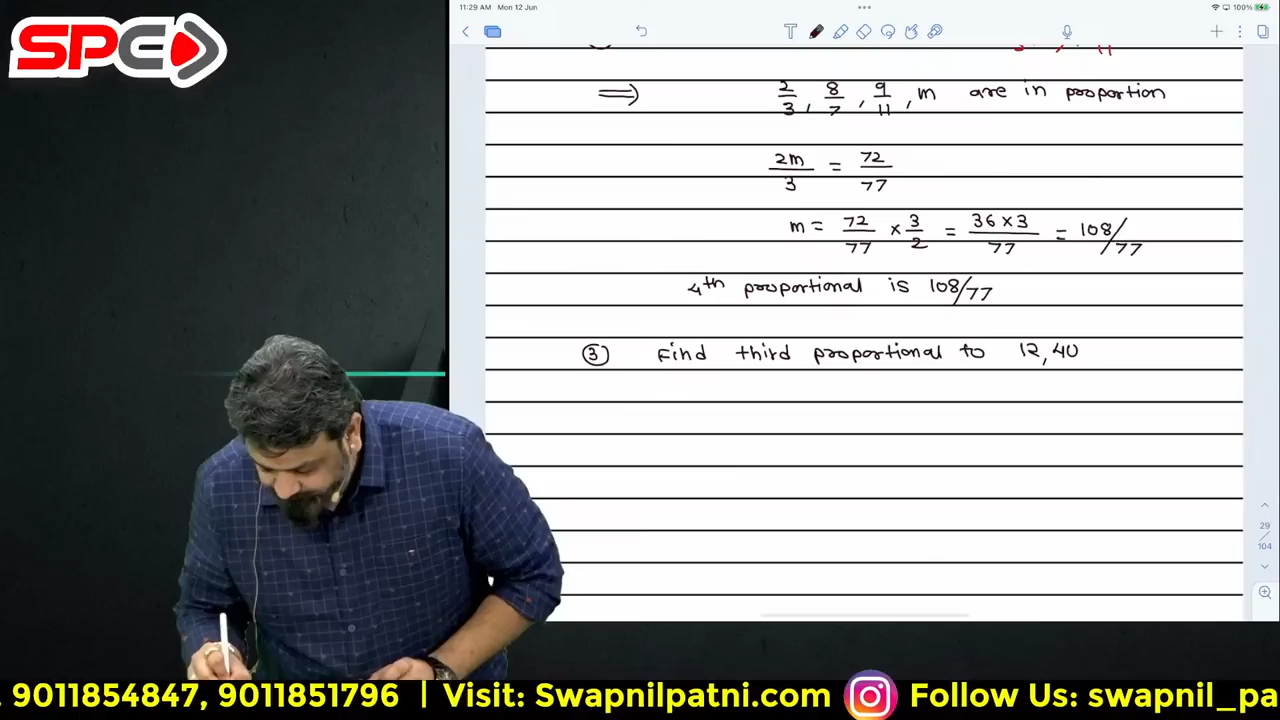 11:29 AM Mon 12 Jun
100%
SPC
⟹ 2/3, 8/7, 9/11, m are in proportion
2m/3 = 72/77
m = 72/77 × 3/2 = 36×3/77 = 108/77
4th proportional is 108/77
③ Find third proportional to 12,40
29
/
104
9011854847, 9011851796 | Visit: Swapnilpatni.com Follow Us: swapnil_pa